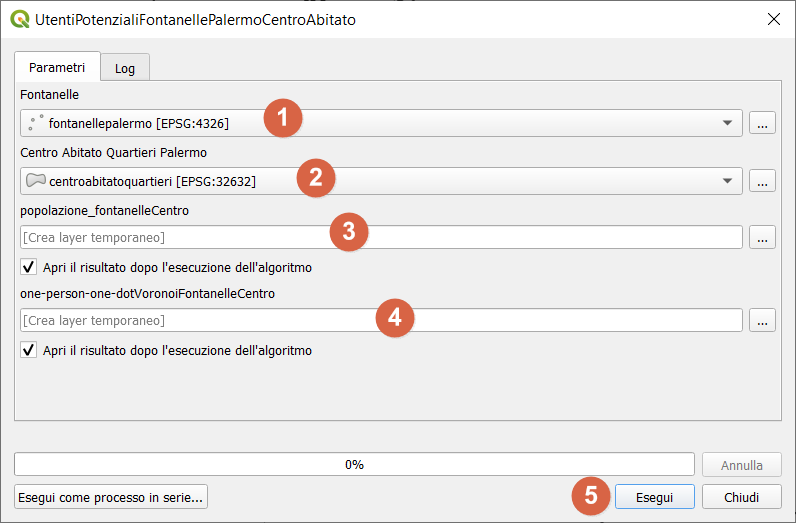 UtentiPotenzialiFontanellePalermoCentroAbitato
Parametri Log
Fontanelle
fontanellepalermo [EPSG:4326] 1 ...
Centro Abitato Quartieri Palermo
centroabitatoquartieri [EPSG:32632] 2 ...
popolazione_fontanelleCentro
[Crea layer temporaneo] 3 ...
Apri il risultato dopo l'esecuzione dell'algoritmo
one-person-one-dotVoronoiFontanelleCentro
[Crea layer temporaneo] 4 ...
Apri il risultato dopo l'esecuzione dell'algoritmo
0% Annulla
Esegui come processo in serie... 5 Esegui Chiudi